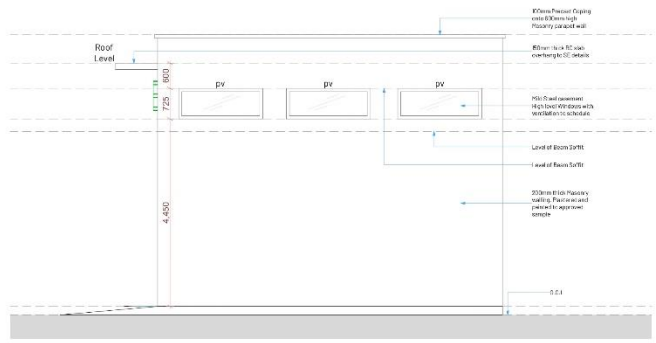 100mm Precast Coping
onto 600mm high
Masonry parapet wall
Roof
Level
150mm thick RC slab
overhang to SE details
600
725
4,450
pv
pv
pv
Mild Steel casement
High level Windows with
ventilation to schedule
Level of Beam Soffit
Level of Beam Soffit
200mm thick Masonry
walling. Plastered and
painted to approved
sample